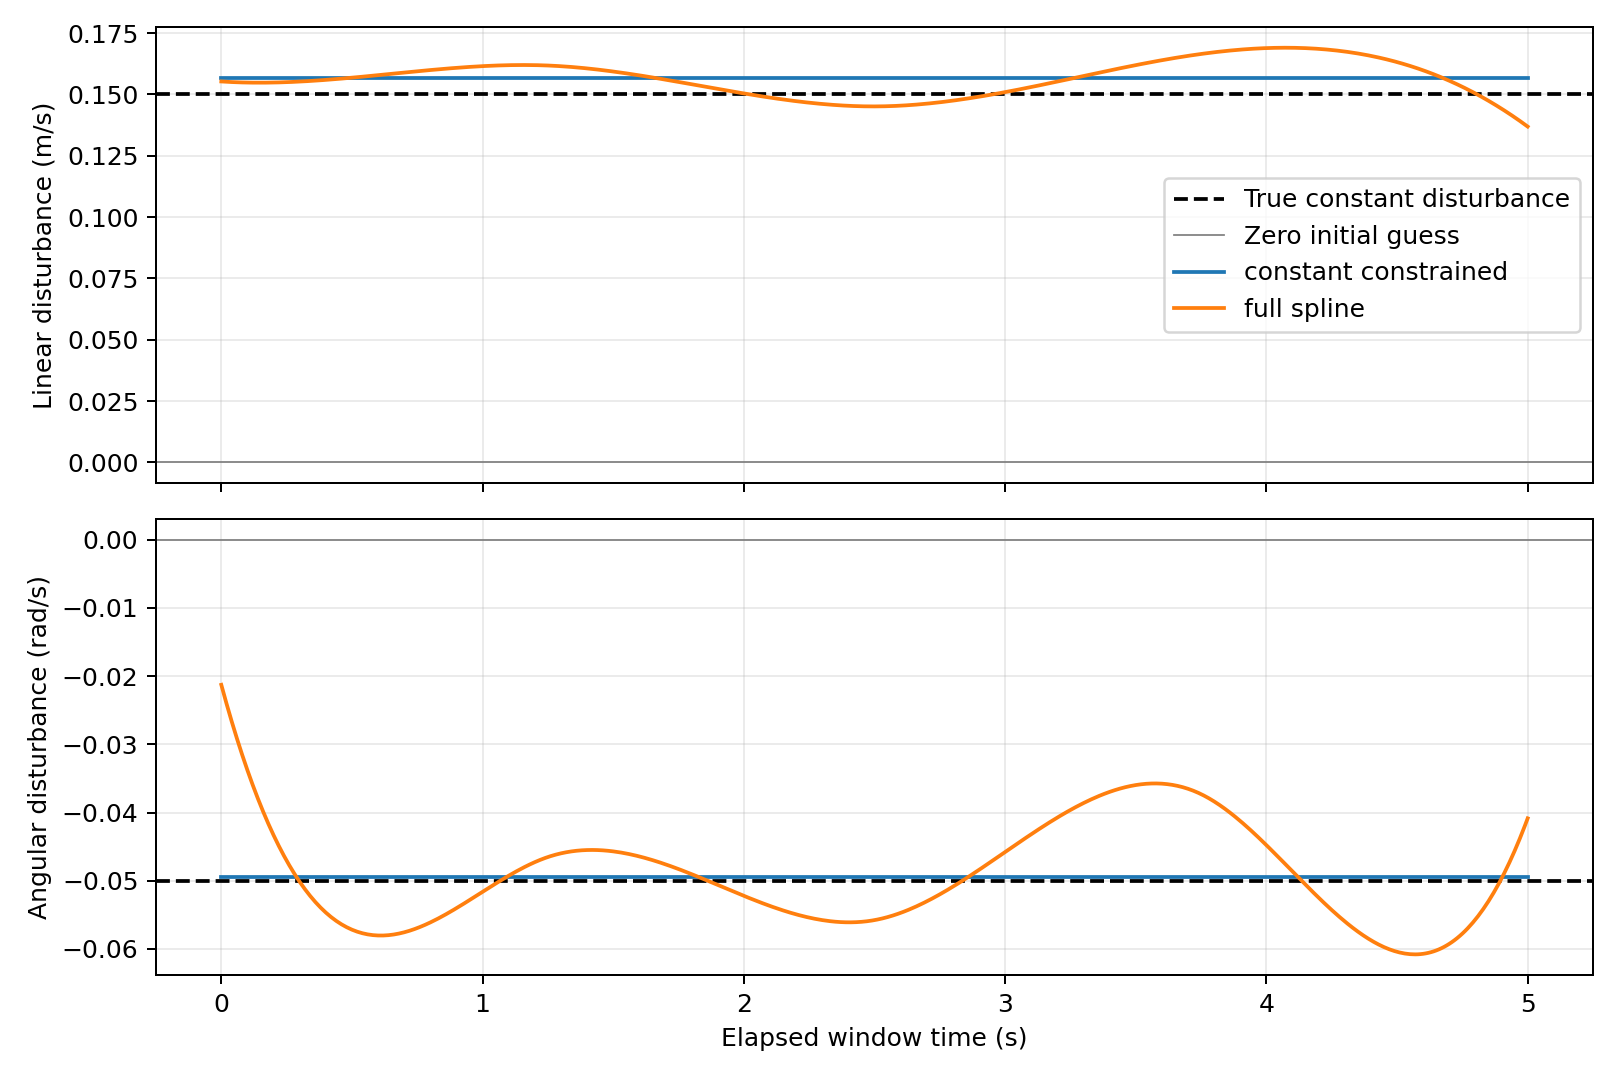 0.175
0.150
0.125
0.100
0.075
0.050
0.025
0.000
Linear disturbance (m/s)
True constant disturbance
Zero initial guess
constant constrained
full spline
0.00
−0.01
−0.02
−0.03
−0.04
−0.05
−0.06
Angular disturbance (rad/s)
0 1 2 3 4 5
Elapsed window time (s)